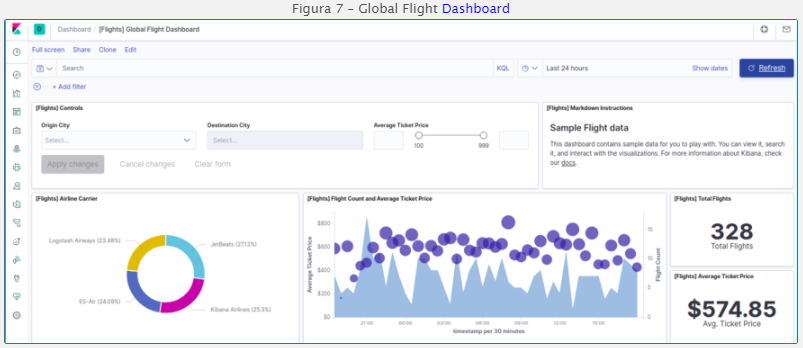 Figura 7 – Global Flight Dashboard
D Dashboard / [Flights] Global Flight Dashboard
Full screen Share Clone Edit
Search KQL Last 24 hours Show dates Refresh
+ Add filter
[Flights] Controls
Origin City Destination City Average Ticket Price
Select... Select... 100 999
Apply changes Cancel changes Clear form
[Flights] Markdown Instructions
Sample Flight data
This dashboard contains sample data for you to play with. You can view it, search
it, and interact with the visualizations. For more information about Kibana, check
our docs.
[Flights] Airline Carrier
Logstash Airways (23.48%)
JetBeats (27.13%)
ES-Air (24.09%)
Kibana Airlines (25.3%)
[Flights] Flight Count and Average Ticket Price
Average Ticket Price
$800
$600
$400
$200
$0
15
10
5
0
Flight Count
21:00 00:00 03:00 06:00 09:00 12:00 15:00
timestamp per 30 minutes
[Flights] Total Flights
328
Total Flights
[Flights] Average Ticket Price
$574.85
Avg. Ticket Price